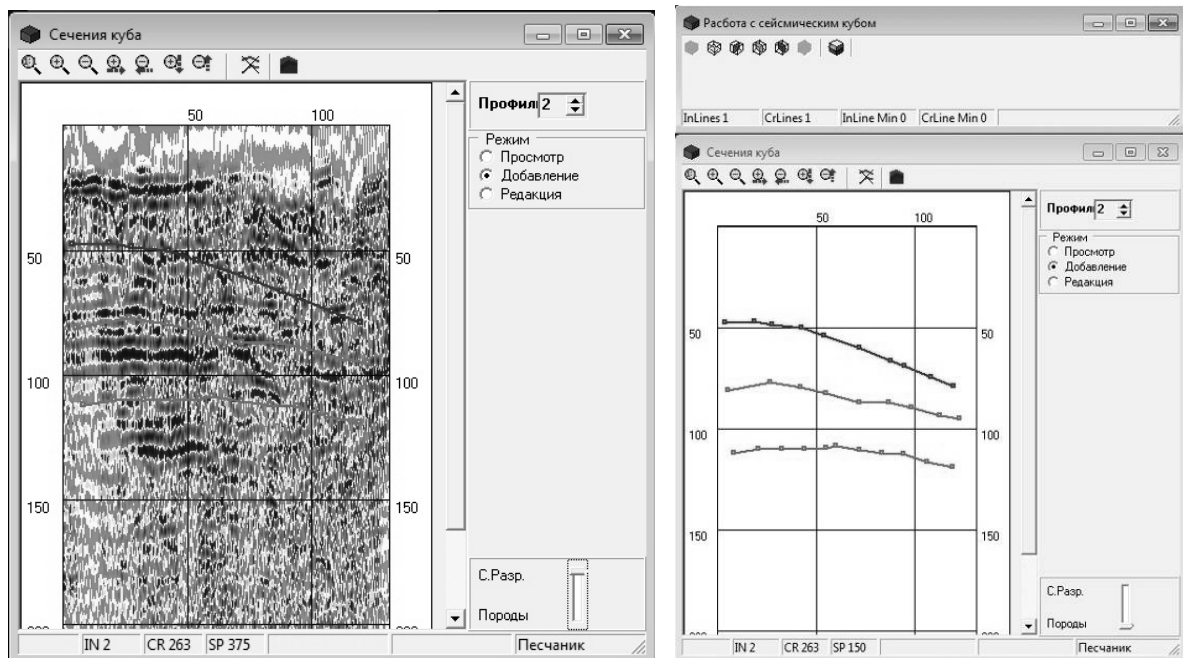 Сечения куба
Профил 2
50 100
Режим
Просмотр
Добавление
Редакция
50 50
100 100
150 150
С.Разр.
Породы
IN 2 CR 263 SP 375 Песчаник
Расбота с сейсмическим кубом
InLines 1 CrLines 1 InLine Min 0 CrLine Min 0
Сечения куба
Профил 2
50 100
Режим
Просмотр
Добавление
Редакция
50 50
100 100
150 150
С.Разр.
Породы
IN 2 CR 263 SP 150 Песчаник